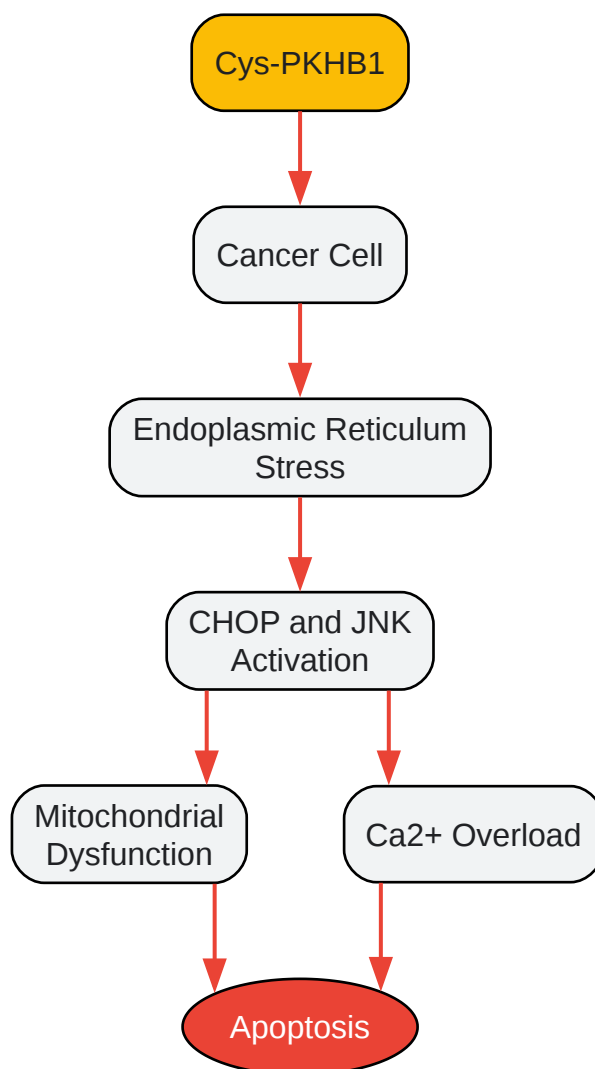 Cys-PKHB1
Cancer Cell
Endoplasmic Reticulum
Stress
CHOP and JNK
Activation
Mitochondrial
Dysfunction
Ca2+ Overload
Apoptosis